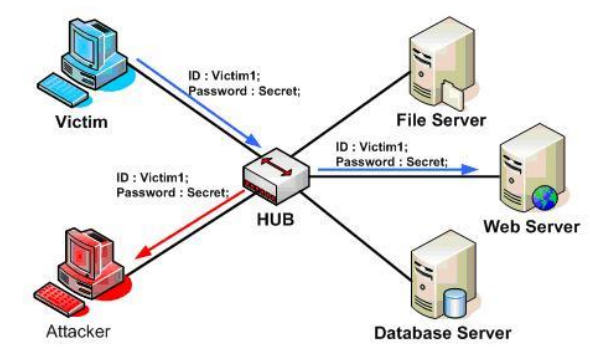 ID : Victim1;
Password : Secret;
Victim
File Server
ID : Victim1;
Password : Secret;
ID : Victim1;
Password : Secret;
HUB
Web Server
Attacker
Database Server